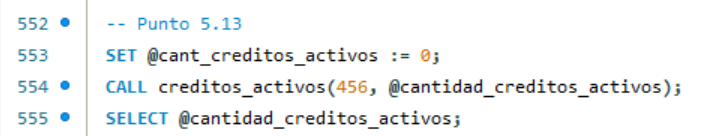 552 -- Punto 5.13
553 SET @cant_creditos_activos := 0;
554 CALL creditos_activos(456, @cantidad_creditos_activos);
555 SELECT @cantidad_creditos_activos;